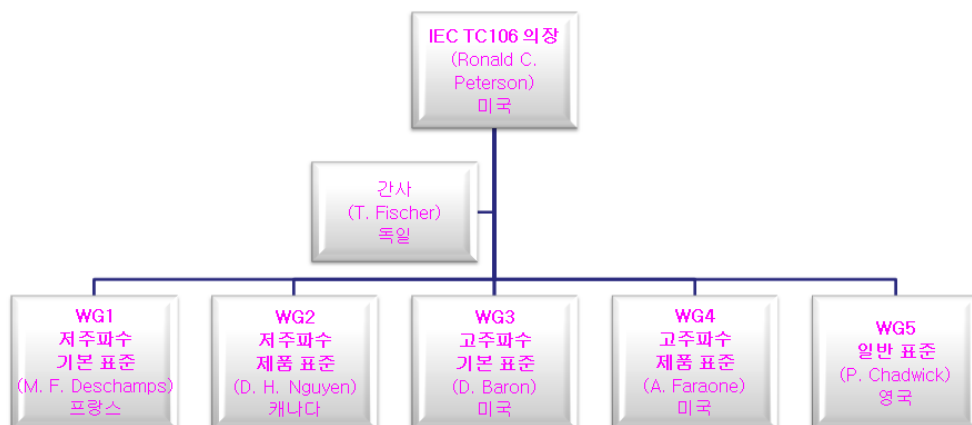 IEC TC106 의장
(Ronald C.
Peterson)
미국
간사
(T. Fischer)
독일
WG1
저주파수
기본 표준
(M. F. Deschamps)
프랑스
WG2
저주파수
제품 표준
(D. H. Nguyen)
캐나다
WG3
고주파수
기본 표준
(D. Baron)
미국
WG4
고주파수
제품 표준
(A. Faraone)
미국
WG5
일반 표준
(P. Chadwick)
영국